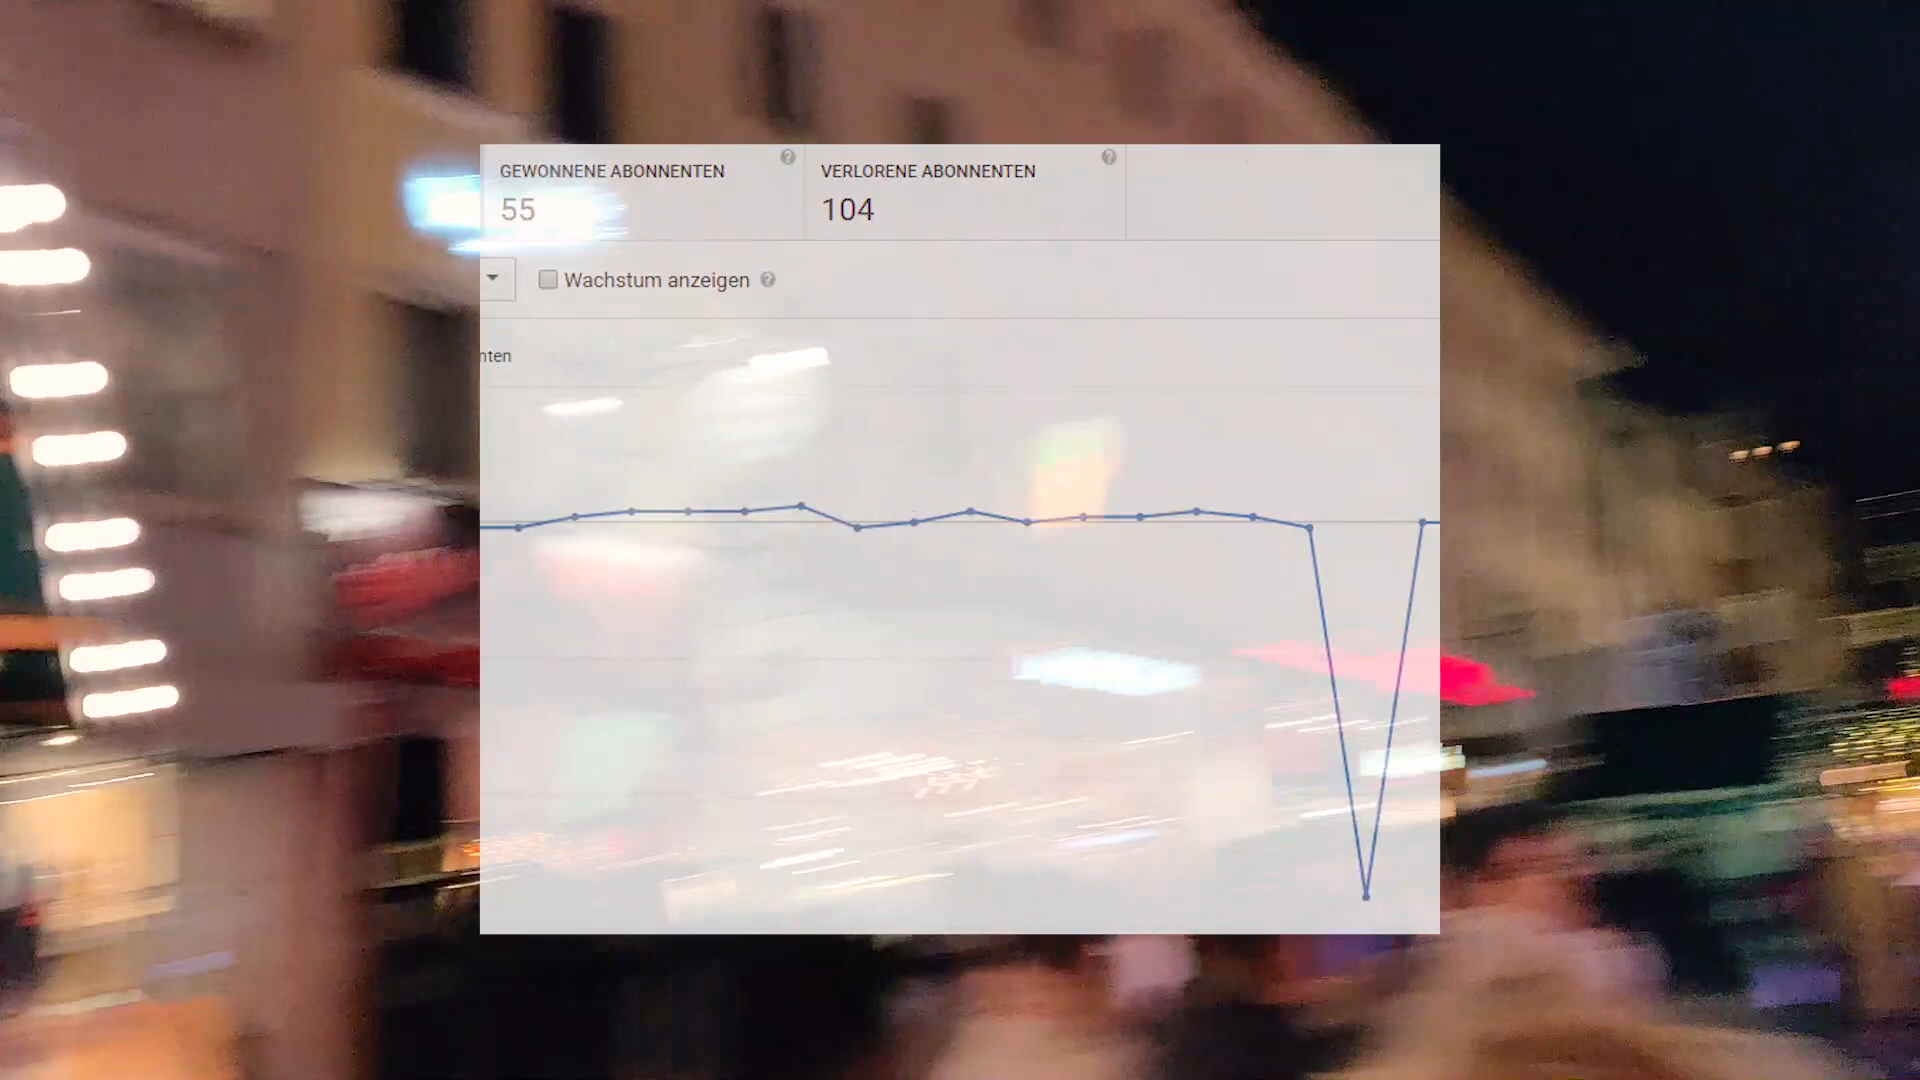 GEWONNENE ABONNENTEN
55
VERLORENE ABONNENTEN
104
Wachstum anzeigen
nten